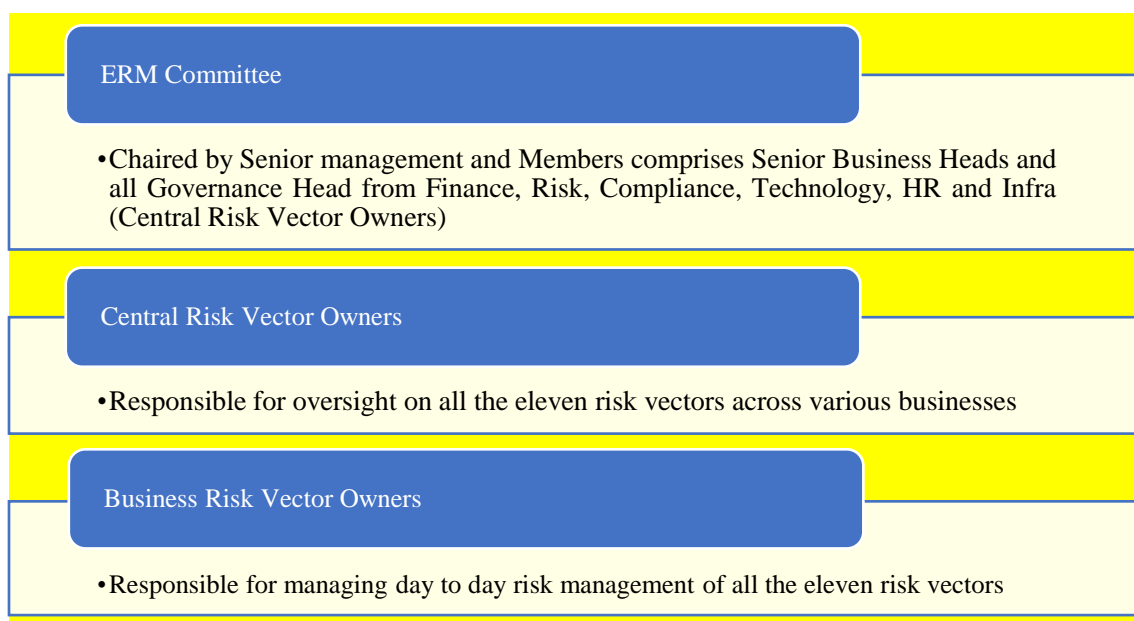 ERM Committee
•Chaired by Senior management and Members comprises Senior Business Heads and
all Governance Head from Finance, Risk, Compliance, Technology, HR and Infra
(Central Risk Vector Owners)
Central Risk Vector Owners
•Responsible for oversight on all the eleven risk vectors across various businesses
Business Risk Vector Owners
•Responsible for managing day to day risk management of all the eleven risk vectors